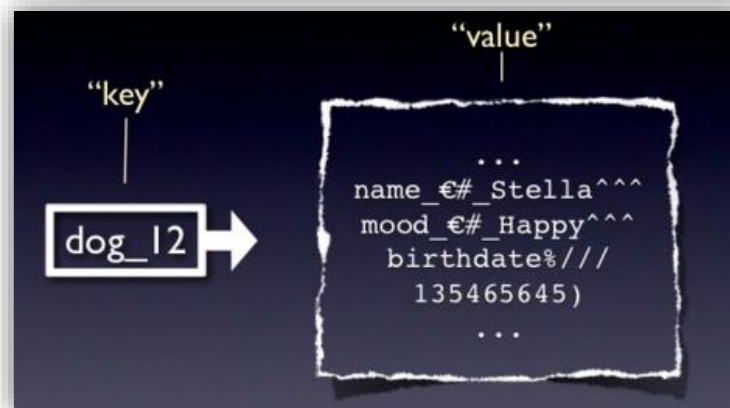 “key”
dog_12
“value”
...
name_€#_Stella^^^
mood_€#_Happy^^^
birthdate%///
135465645)
...